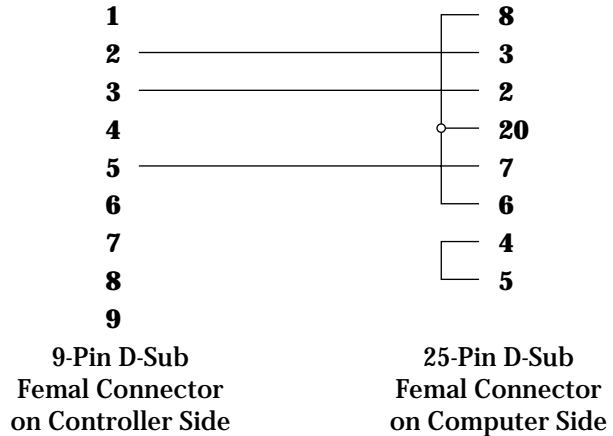 1 8
2 3
3 2
4 20
5 7
6 6
7 4
8 5
9
9-Pin D-Sub
Femal Connector
on Controller Side
25-Pin D-Sub
Femal Connector
on Computer Side